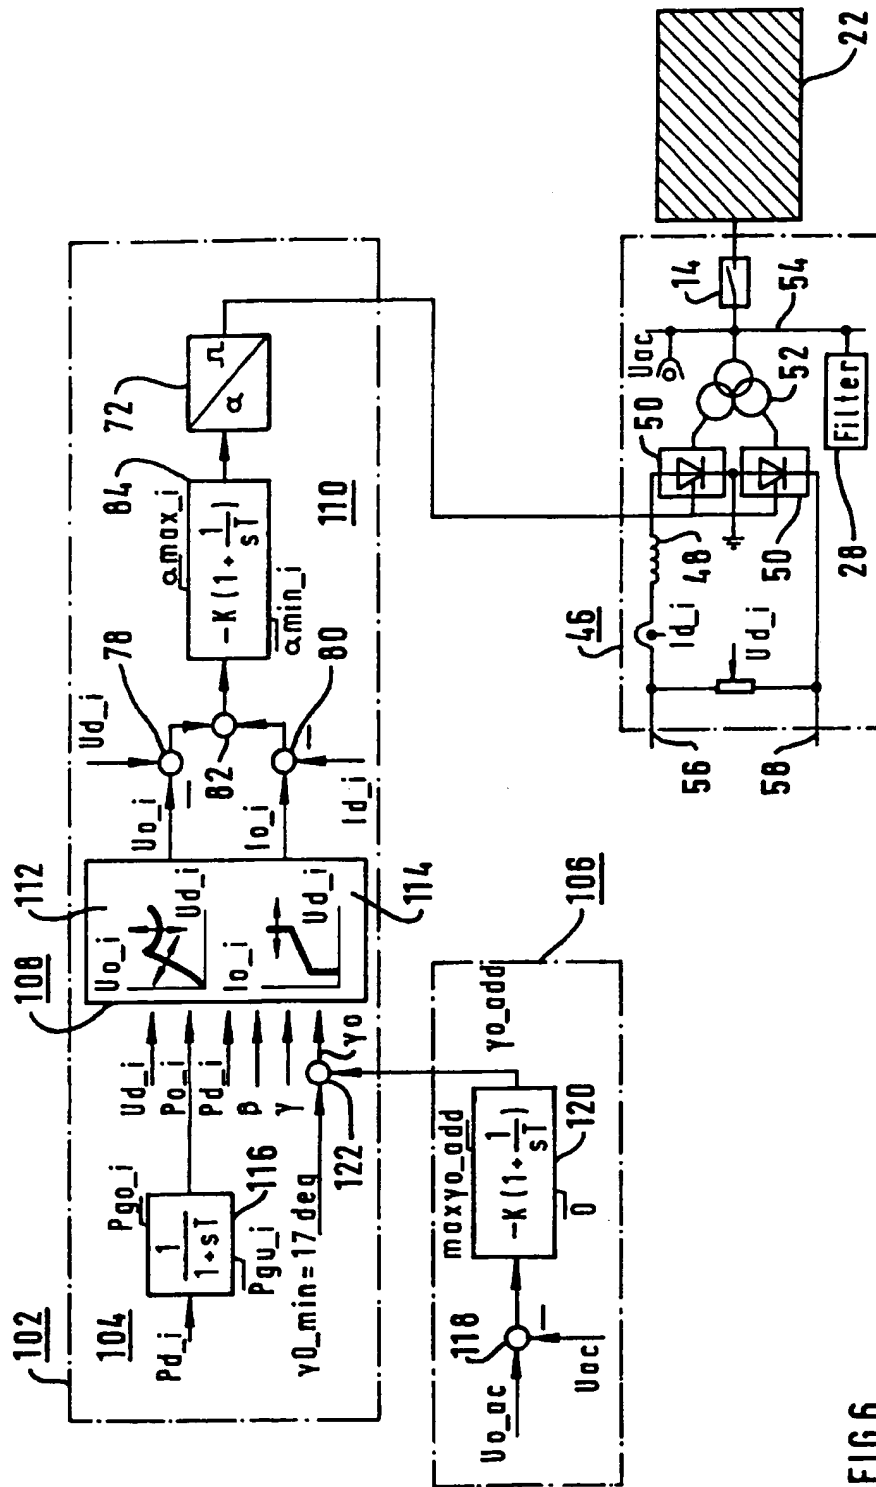 102
104
Pd_i
1
1+sT
Pgo_i
Pgu_i
116
γ0_min = 17 deg
122
Ud_i
Po_i
Pd_i
β
γ
γo
108
112
Uo_i
Ud_i
Io_i
Ud_i
114
Uo_i
Io_i
Ud_i
78
82
80
Id_i
αmax_i
84
-K(1+ 1/sT)
αmin_i
110
72
α
106
Uo_ac
118
Uac
maxγo_add
-K(1+ 1/sT)
120
0
γo_add
46
56
58
Id_i
Ud_i
48
50
50
Uac
52
54
14
Filter
28
22
FIG 6